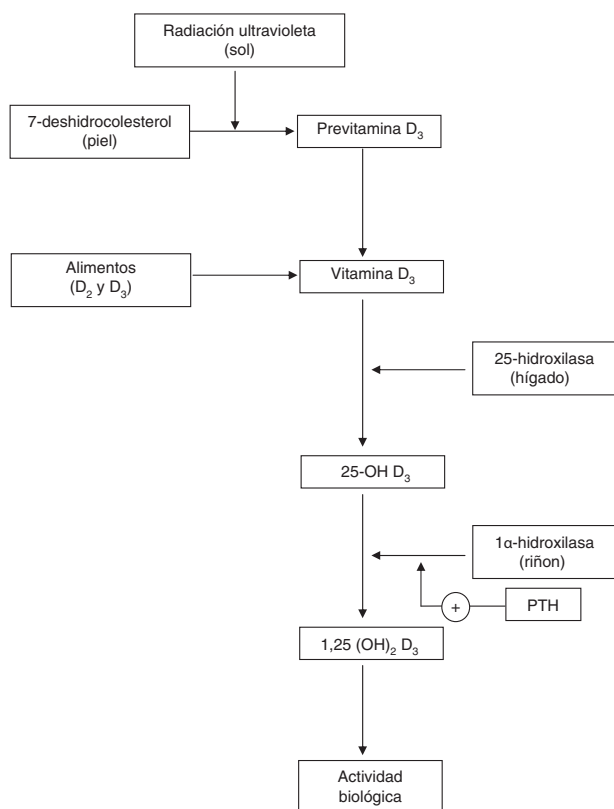 Radiación ultravioleta
(sol)
7-deshidrocolesterol
(piel)
Previtamina D₃
Alimentos
(D₂ y D₃)
Vitamina D₃
25-hidroxilasa
(hígado)
25-OH D₃
1α-hidroxilasa
(riñon)
+
PTH
1,25 (OH)₂ D₃
Actividad
biológica